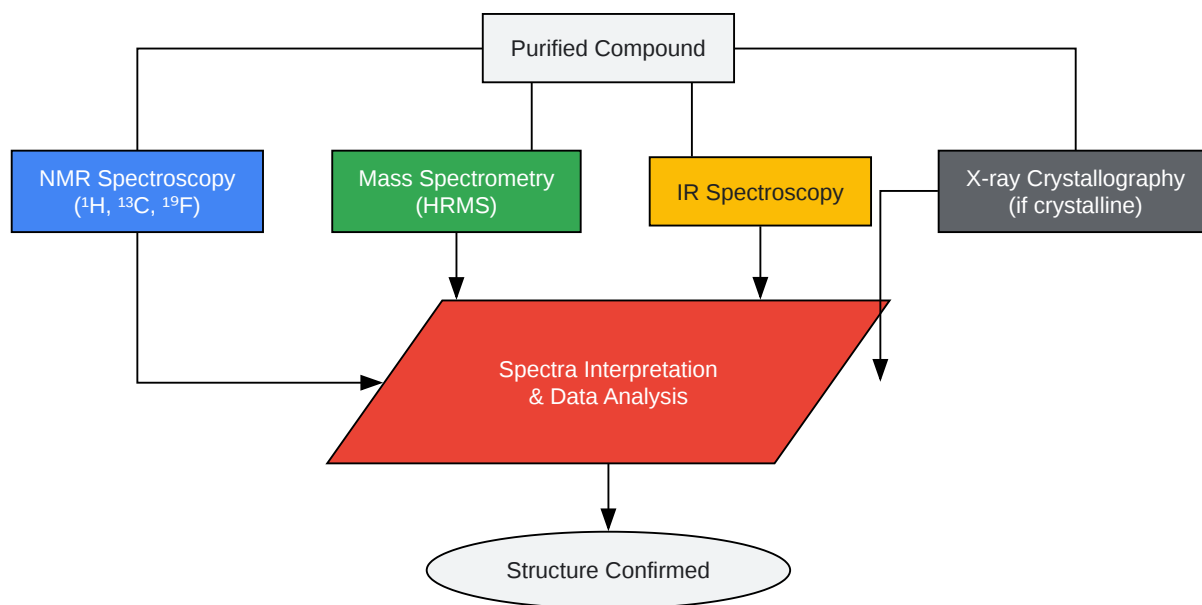 Purified Compound
NMR Spectroscopy
(¹H, ¹³C, ¹⁹F)
Mass Spectrometry
(HRMS)
IR Spectroscopy
X-ray Crystallography
(if crystalline)
Spectra Interpretation
& Data Analysis
Structure Confirmed